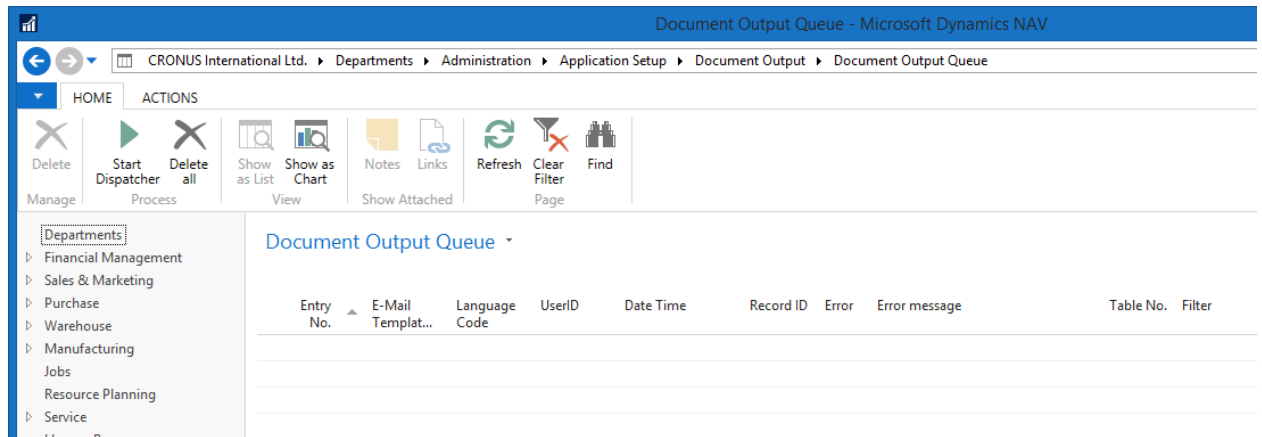 Document Output Queue - Microsoft Dynamics NAV
CRONUS International Ltd. ▸ Departments ▸ Administration ▸ Application Setup ▸ Document Output ▸ Document Output Queue
HOME ACTIONS
Delete Start Dispatcher Delete all Show as List Show as Chart Notes Links Refresh Clear Filter Find
Manage Process View Show Attached Page
Departments
Financial Management
Sales & Marketing
Purchase
Warehouse
Manufacturing
Jobs
Resource Planning
Service
Document Output Queue
Entry No. E-Mail Templat... Language Code UserID Date Time Record ID Error Error message Table No. Filter